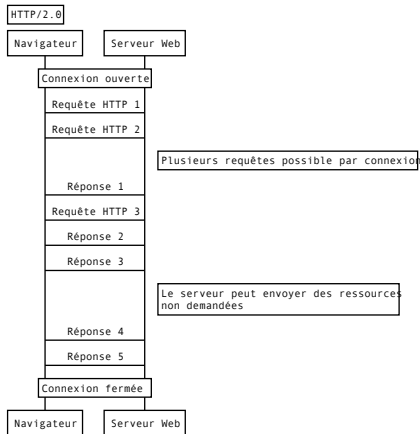 HTTP/2.0
Navigateur Serveur Web
Connexion ouverte
Requête HTTP 1
Requête HTTP 2
Plusieurs requêtes possible par connexion
Réponse 1
Requête HTTP 3
Réponse 2
Réponse 3
Le serveur peut envoyer des ressources
non demandées
Réponse 4
Réponse 5
Connexion fermée
Navigateur Serveur Web